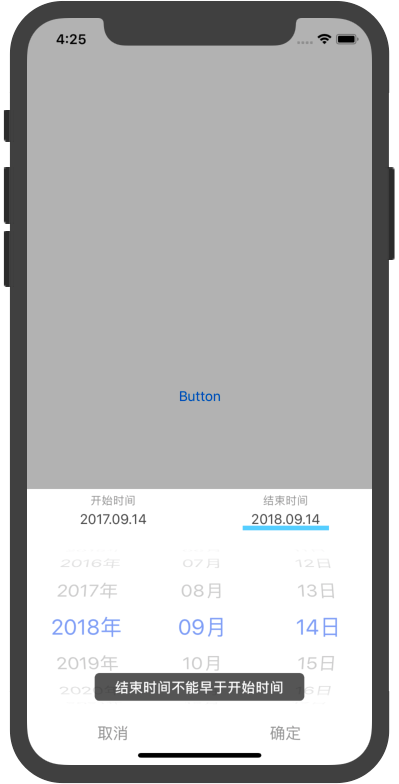 4:25
Button
开始时间 结束时间
2017.09.14 2018.09.14
2016年 07月 12日
2017年 08月 13日
2018年 09月 14日
2019年 10月 15日
结束时间不能早于开始时间
取消 确定